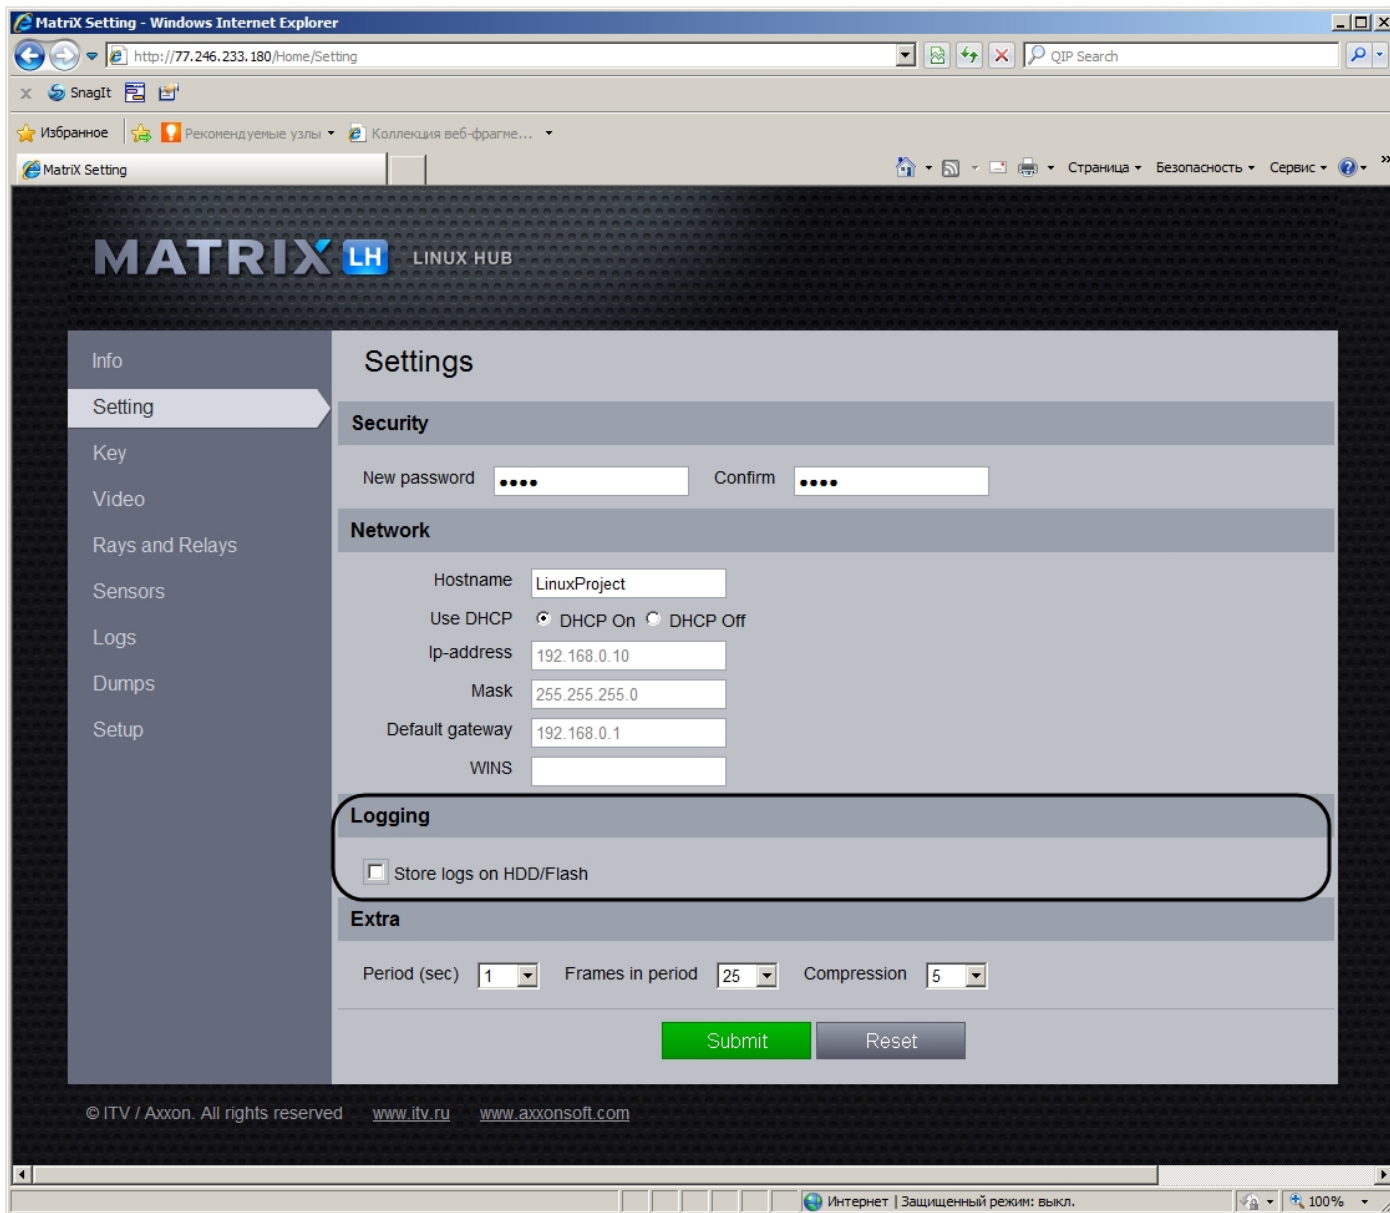 MatriX Setting - Windows Internet Explorer
http://77.246.233.180/Home/Setting
QIP Search
x SnagIt
Избранное Рекомендуемые узлы Коллекция веб-фрагме...
MatriX Setting
Страница Безопасность Сервис »
MATRIX LH LINUX HUB
Info
Setting
Key
Video
Rays and Relays
Sensors
Logs
Dumps
Setup
Settings
Security
New password •••• Confirm ••••
Network
Hostname LinuxProject
Use DHCP DHCP On DHCP Off
Ip-address 192.168.0.10
Mask 255.255.255.0
Default gateway 192.168.0.1
WINS
Logging
Store logs on HDD/Flash
Extra
Period (sec) 1 Frames in period 25 Compression 5
Submit Reset
© ITV / Axxon. All rights reserved www.itv.ru www.axxonsoft.com
Интернет | Защищенный режим: выкл. 100%